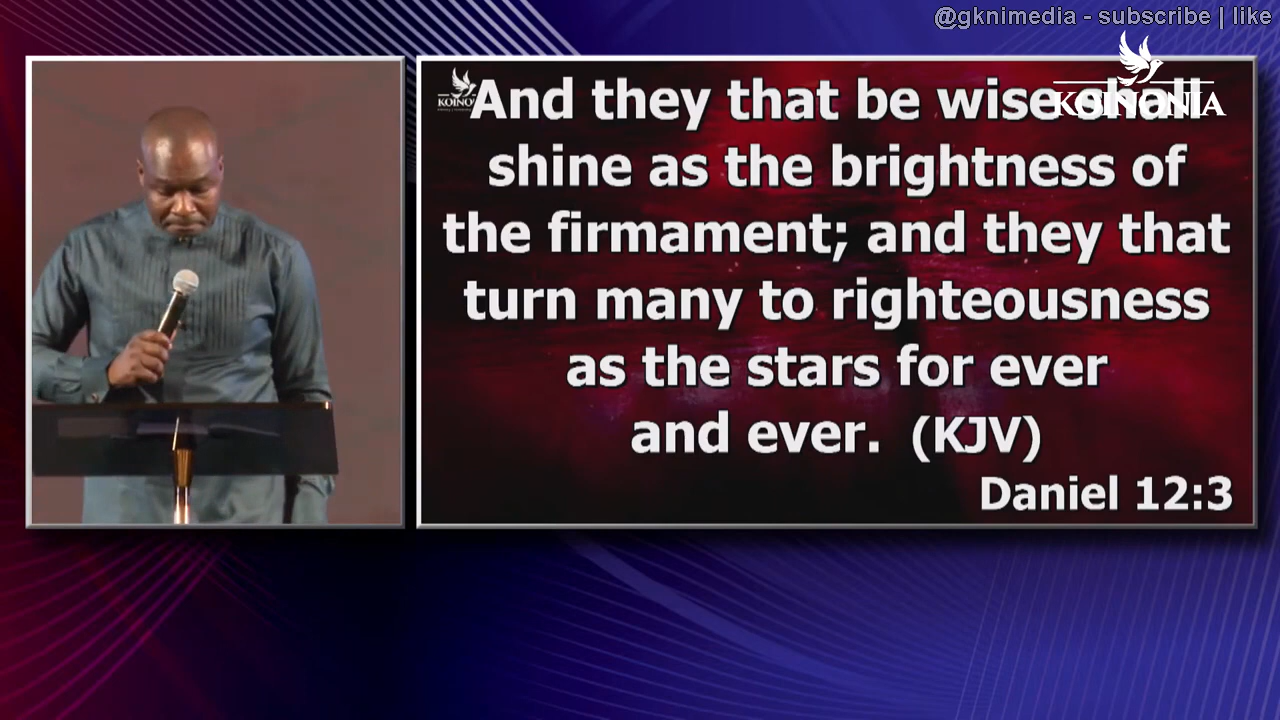 @gknimedia - subscribe | like
KOINONIA
And they that be wise shall
shine as the brightness of
the firmament; and they that
turn many to righteousness
as the stars for ever
and ever. (KJV)
Daniel 12:3